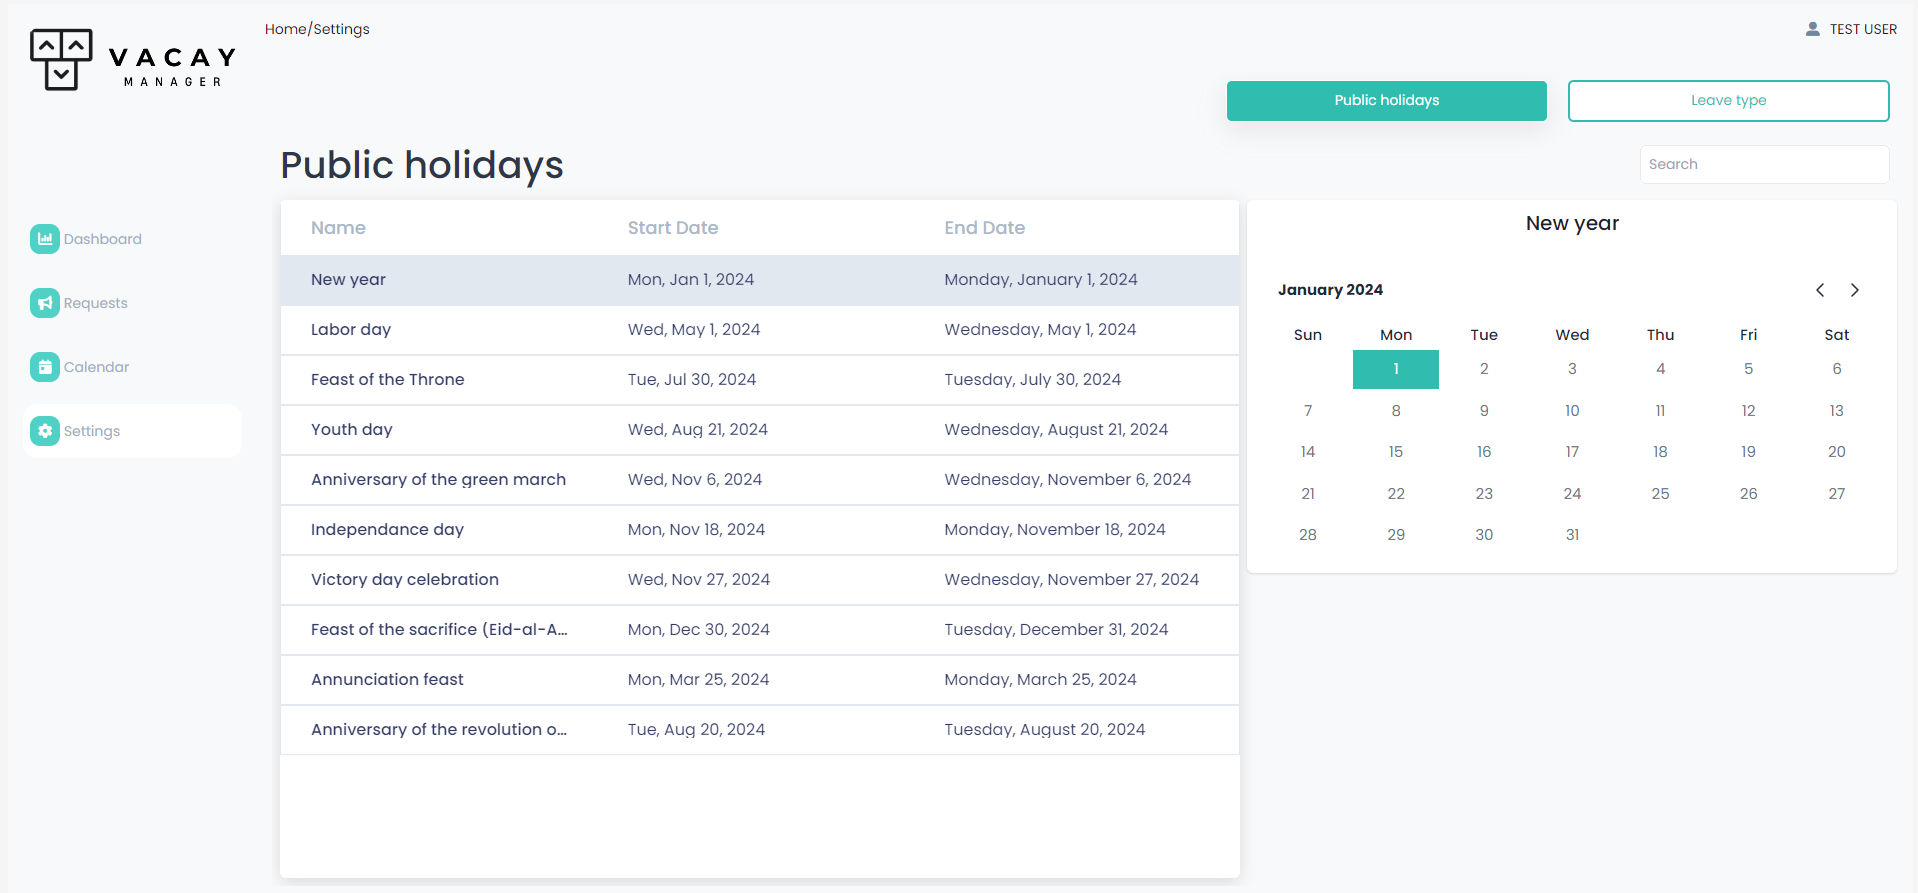 VACAY
MANAGER
Home/Settings
TEST USER
Public holidays
Leave type
Public holidays
Search
Dashboard
Requests
Calendar
Settings
Name Start Date End Date
New year Mon, Jan 1, 2024 Monday, January 1, 2024
Labor day Wed, May 1, 2024 Wednesday, May 1, 2024
Feast of the Throne Tue, Jul 30, 2024 Tuesday, July 30, 2024
Youth day Wed, Aug 21, 2024 Wednesday, August 21, 2024
Anniversary of the green march Wed, Nov 6, 2024 Wednesday, November 6, 2024
Independance day Mon, Nov 18, 2024 Monday, November 18, 2024
Victory day celebration Wed, Nov 27, 2024 Wednesday, November 27, 2024
Feast of the sacrifice (Eid-al-A... Mon, Dec 30, 2024 Tuesday, December 31, 2024
Annunciation feast Mon, Mar 25, 2024 Monday, March 25, 2024
Anniversary of the revolution o... Tue, Aug 20, 2024 Tuesday, August 20, 2024
New year
January 2024
Sun Mon Tue Wed Thu Fri Sat
1 2 3 4 5 6
7 8 9 10 11 12 13
14 15 16 17 18 19 20
21 22 23 24 25 26 27
28 29 30 31